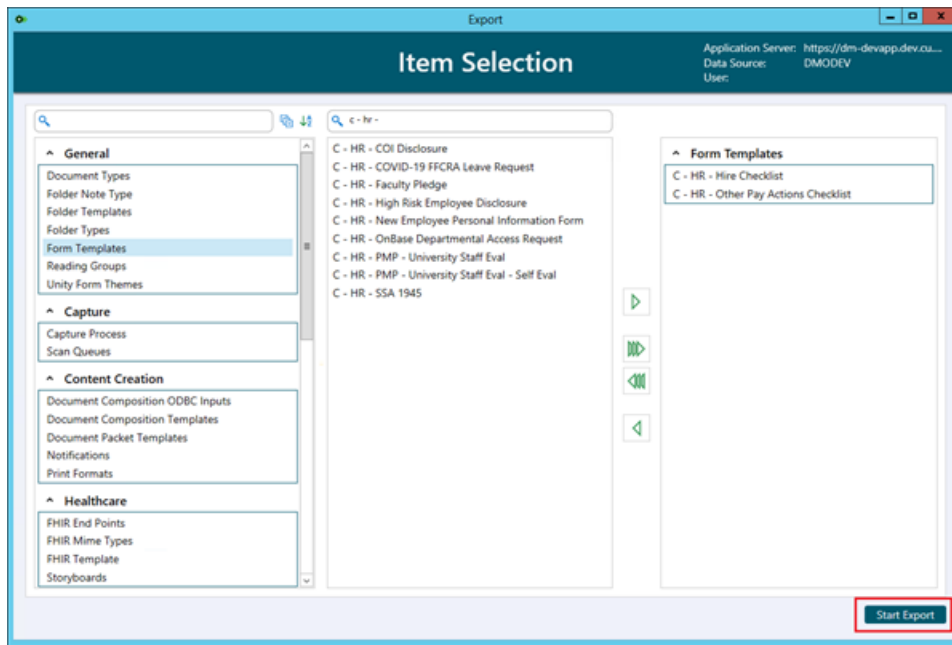 Export
Item Selection
Application Server: https://dm-devapp.dev.cu....
Data Source: DMODEV
User:
c - hr -
General
Document Types
Folder Note Type
Folder Templates
Folder Types
Form Templates
Reading Groups
Unity Form Themes
Capture
Capture Process
Scan Queues
Content Creation
Document Composition ODBC Inputs
Document Composition Templates
Document Packet Templates
Notifications
Print Formats
Healthcare
FHIR End Points
FHIR Mime Types
FHIR Template
Storyboards
C - HR - COI Disclosure
C - HR - COVID-19 FFCRA Leave Request
C - HR - Faculty Pledge
C - HR - High Risk Employee Disclosure
C - HR - New Employee Personal Information Form
C - HR - OnBase Departmental Access Request
C - HR - PMP - University Staff Eval
C - HR - PMP - University Staff Eval - Self Eval
C - HR - SSA 1945
Form Templates
C - HR - Hire Checklist
C - HR - Other Pay Actions Checklist
Start Export